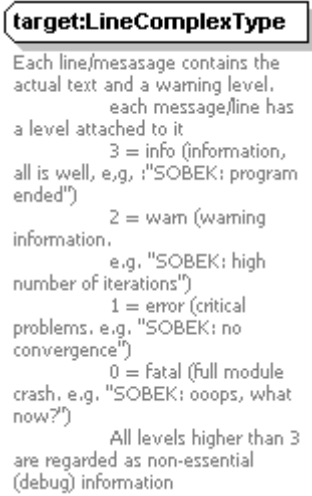 target:LineComplexType
Each line/mesasage contains the
actual text and a warning level.
each message/line has
a level attached to it
3 = info (information,
all is well, e,g, :"SOBEK: program
ended")
2 = warn (warning
information.
e.g. "SOBEK: high
number of iterations")
1 = error (critical
problems. e.g. "SOBEK: no
convergence")
0 = fatal (full module
crash. e.g. "SOBEK: ooops, what
now?")
All levels higher than 3
are regarded as non-essential
(debug) information